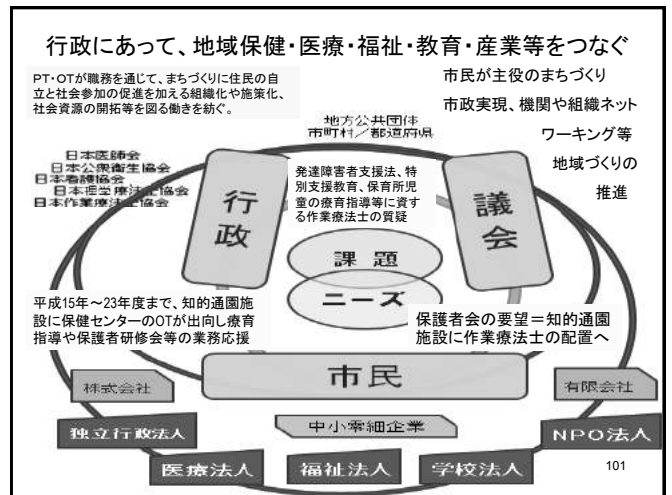 行政にあって、地域保健・医療・福祉・教育・産業等をつなぐ
PT・OTが職務を通じて、まちづくりに住民の自
立と社会参加の促進を加える組織化や施策化、
社会資源の開拓等を図る働きを紡ぐ。
市民が主役のまちづくり
市政実現、機関や組織ネット
ワーキング等
地域づくりの
推進
地方公共団体
市町村／都道府県
日本医師会
日本公衆衛生協会
日本看護協会
日本理学療法士協会
日本作業療法士協会
行政
発達障害者支援法、特
別支援教育、保育所児
童の療育指導等に資す
る作業療法士の質疑
議会
課題
ニーズ
平成15年～23年度まで、知的通園施
設に保健センターのOTが出向し療育
指導や保護者研修会等の業務応援
保護者会の要望＝知的通園
施設に作業療法士の配置へ
市民
株式会社
有限会社
独立行政法人
中小零細企業
NPO法人
医療法人
福祉法人
学校法人
101